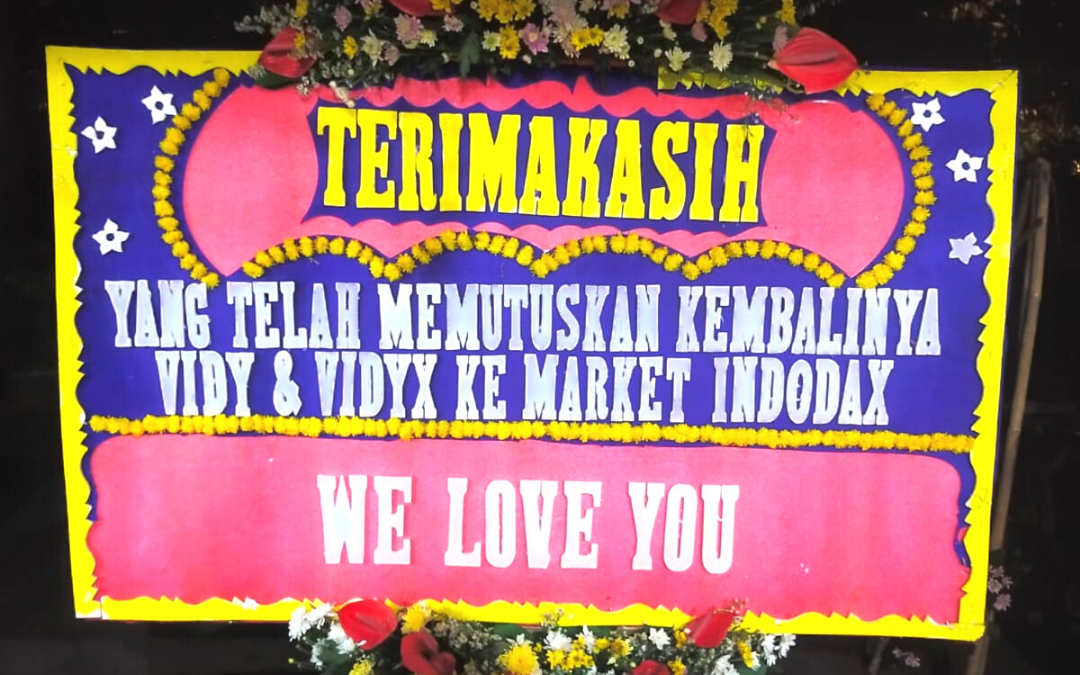 TERIMAKASIH
YANG TELAH MEMUTUSKAN KEMBALINYA
VIDY & VIDYX KE MARKET INDODAX
WE LOVE YOU